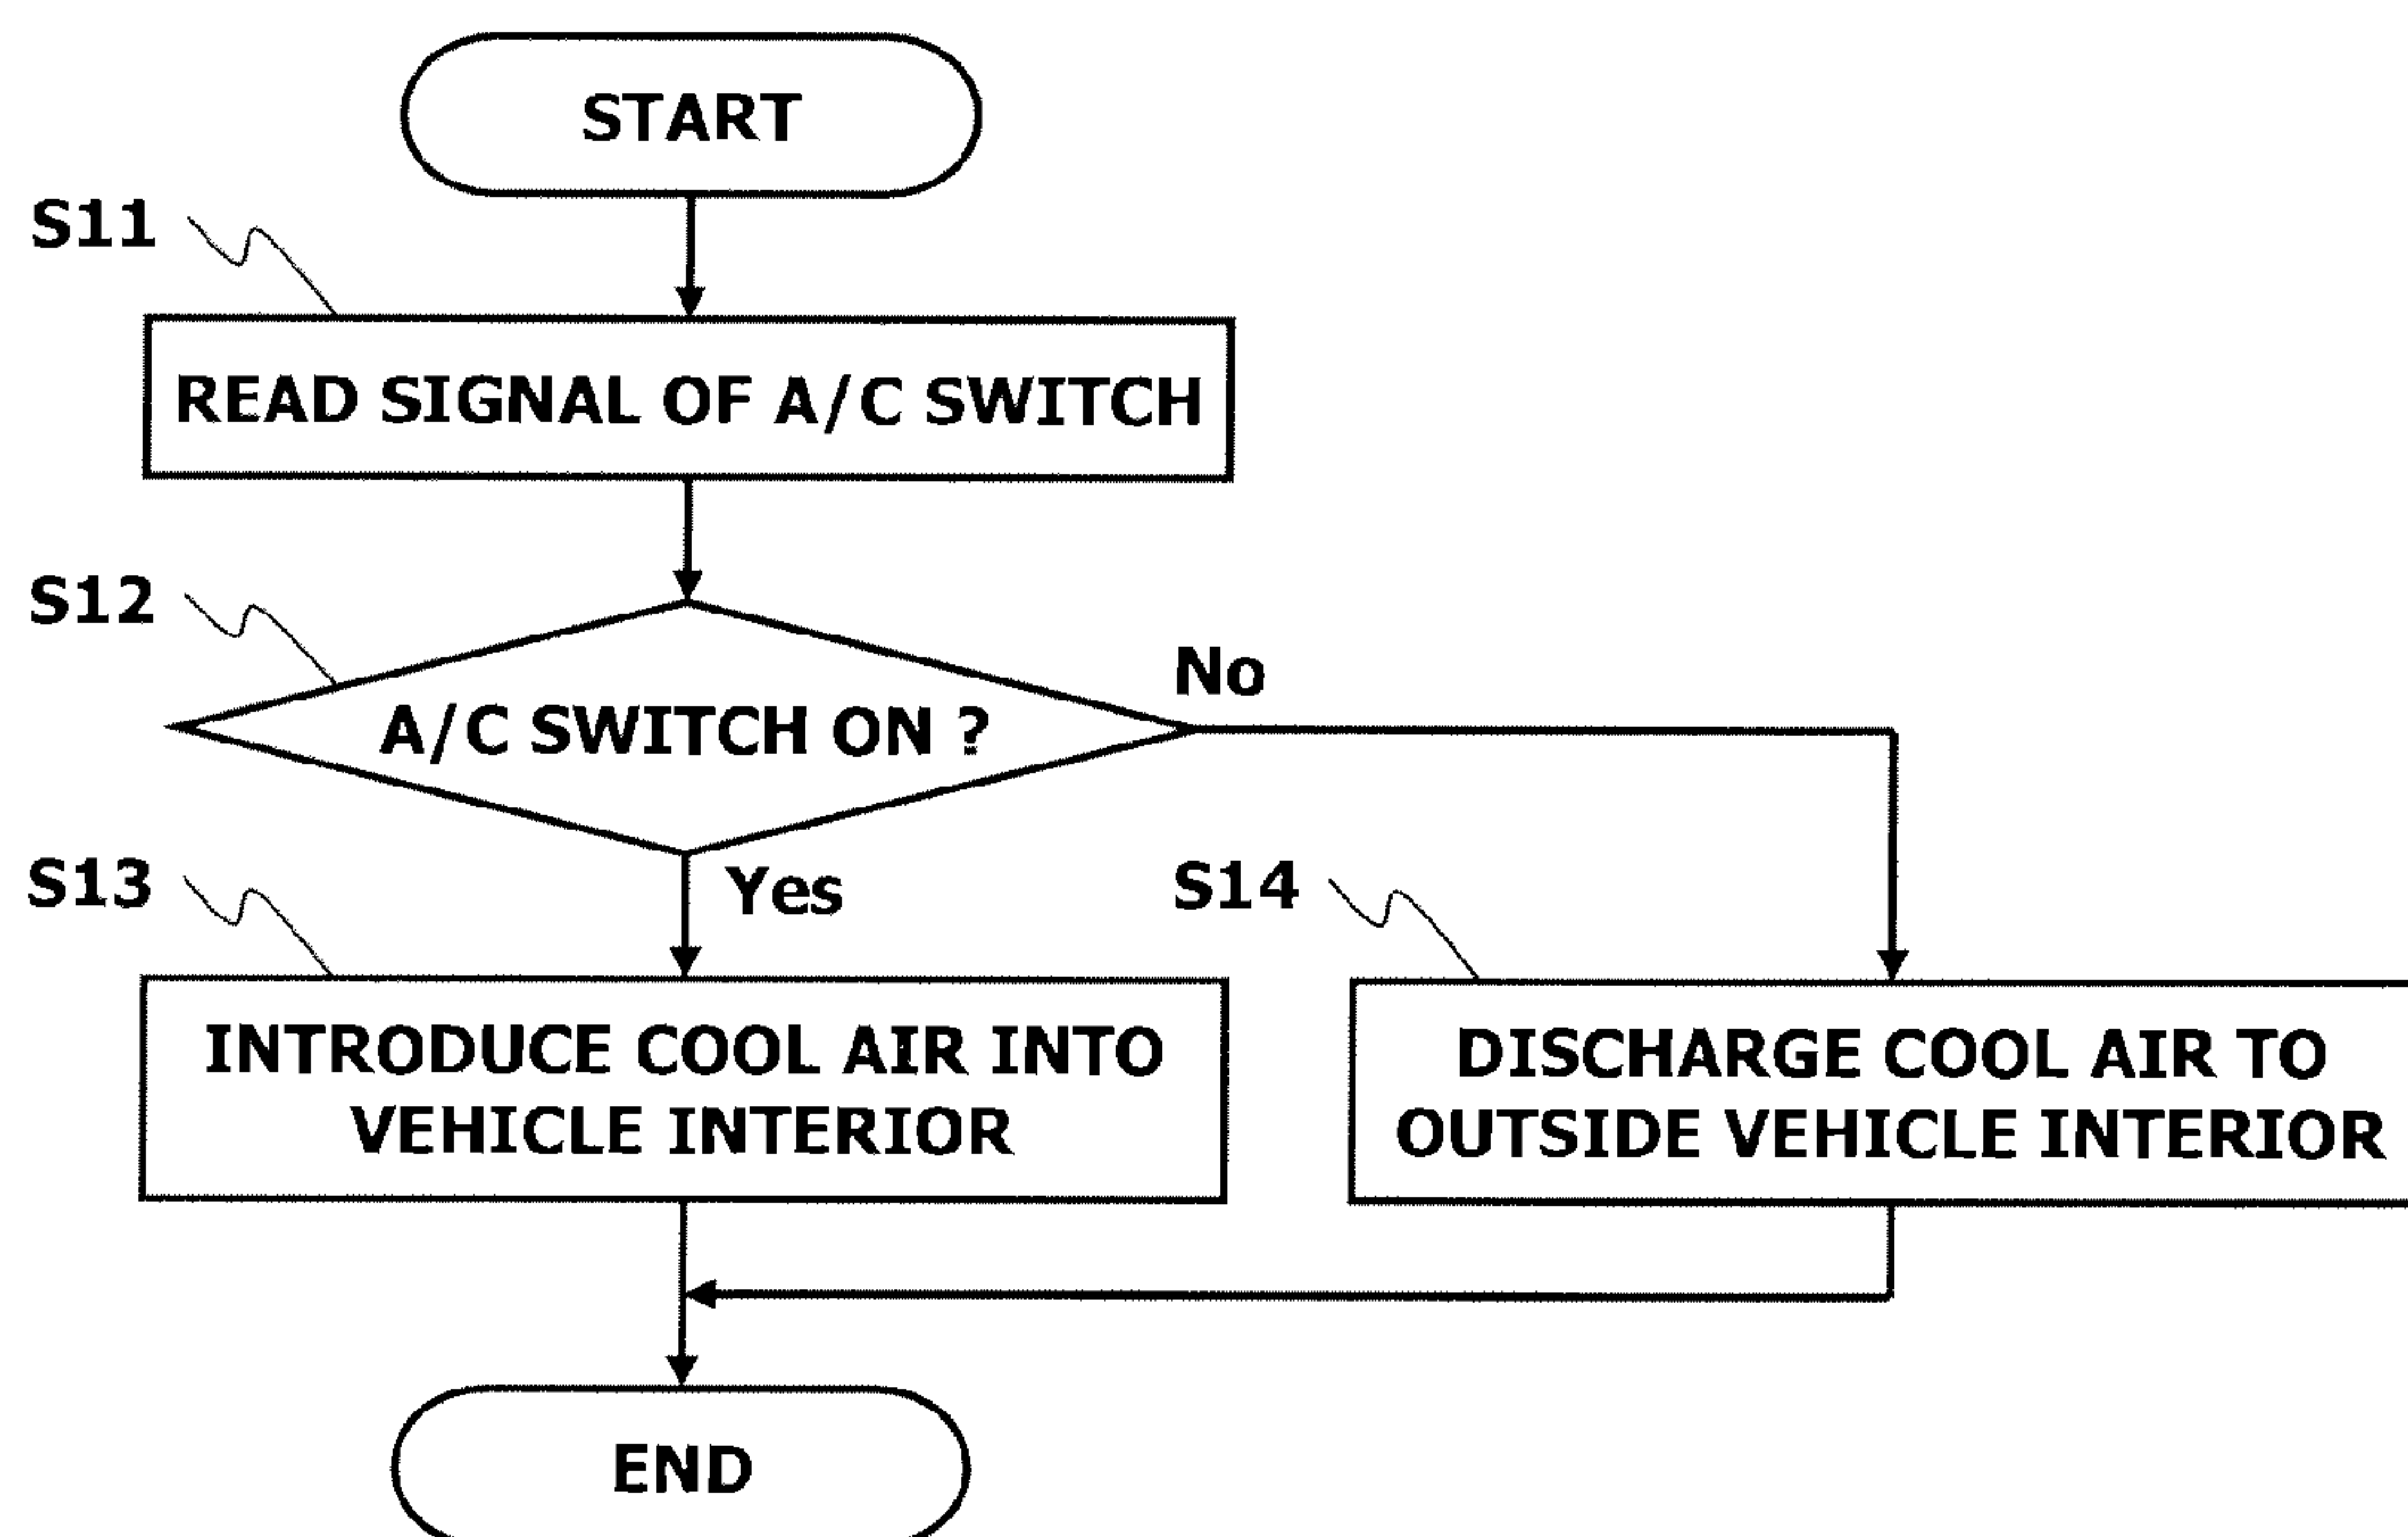 START
S11
READ SIGNAL OF A/C SWITCH
S12
A/C SWITCH ON ?
No
Yes
S13
INTRODUCE COOL AIR INTO
VEHICLE INTERIOR
S14
DISCHARGE COOL AIR TO
OUTSIDE VEHICLE INTERIOR
END